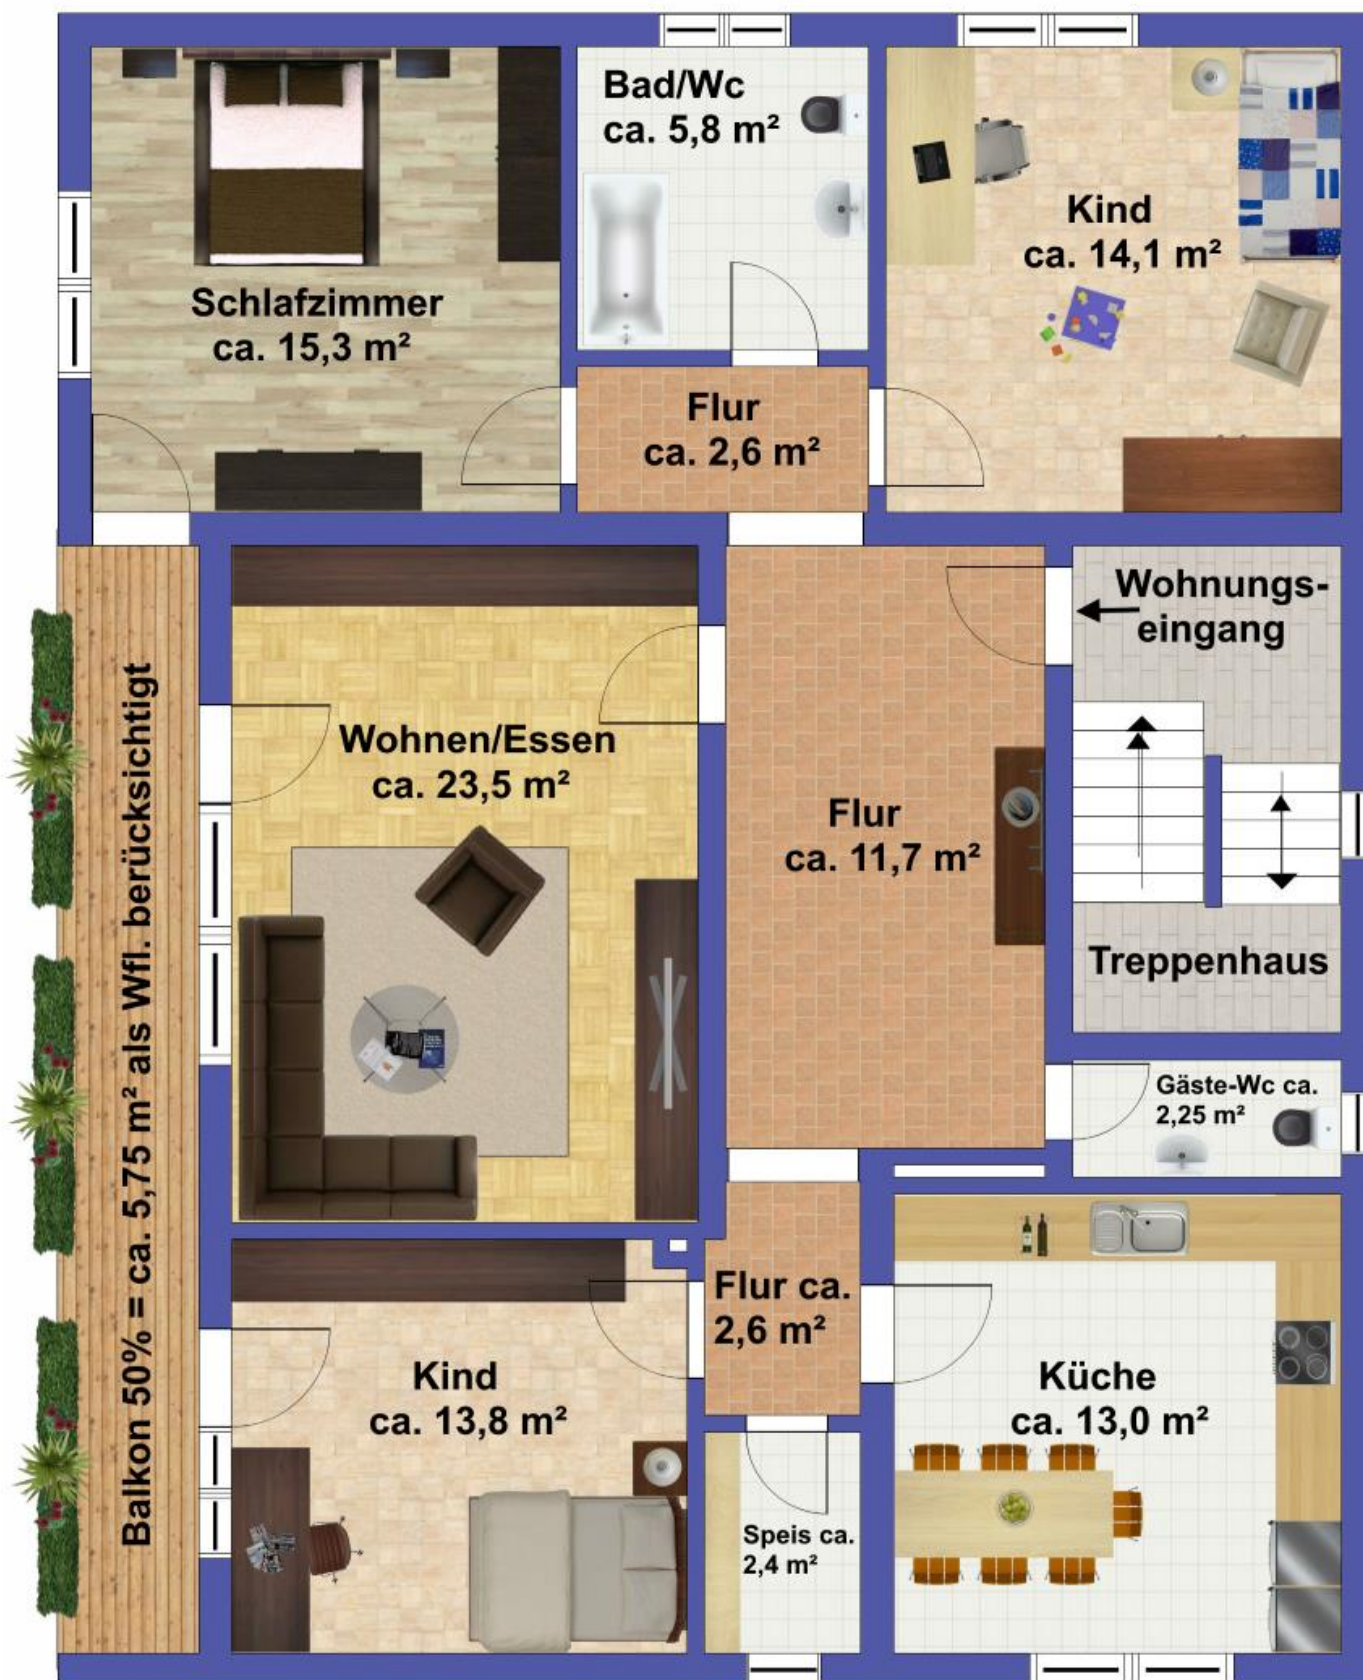 Bad/Wc
ca. 5,8 m²
Kind
ca. 14,1 m²
Schlafzimmer
ca. 15,3 m²
Flur
ca. 2,6 m²
Wohnungs-
eingang
Wohnen/Essen
ca. 23,5 m²
Flur
ca. 11,7 m²
Treppenhaus
Balkon 50% = ca. 5,75 m² als Wfl. berücksichtigt
Gäste-Wc ca.
2,25 m²
Flur ca.
2,6 m²
Kind
ca. 13,8 m²
Küche
ca. 13,0 m²
Speis ca.
2,4 m²